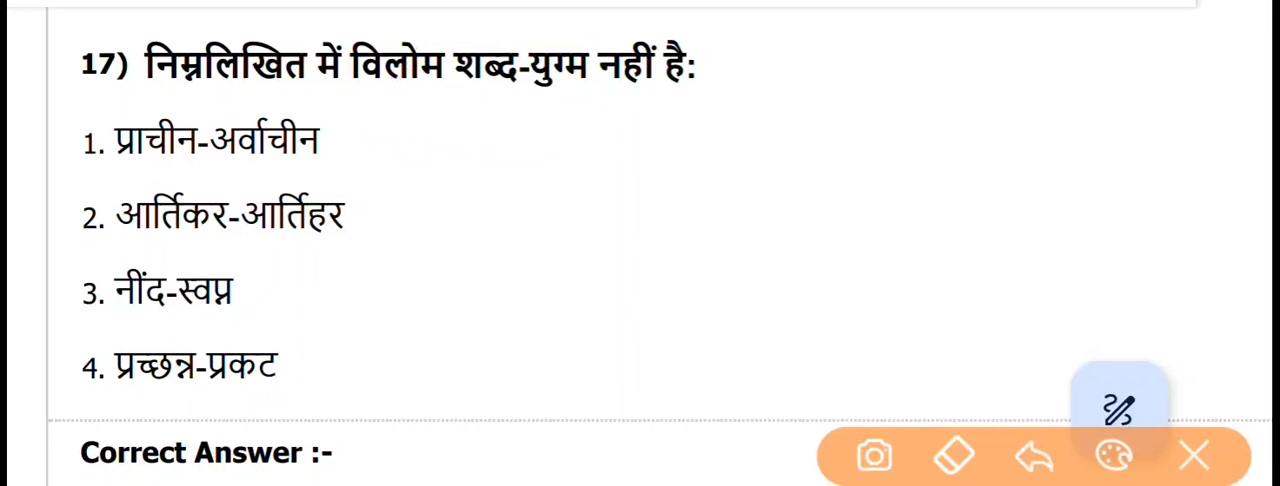 17) निम्नलिखित में विलोम शब्द-युग्म नहीं है:
1. प्राचीन-अर्वाचीन
2. आर्तिकर-आर्तिहर
3. नींद-स्वप्न
4. प्रच्छन्न-प्रकट
Correct Answer :-